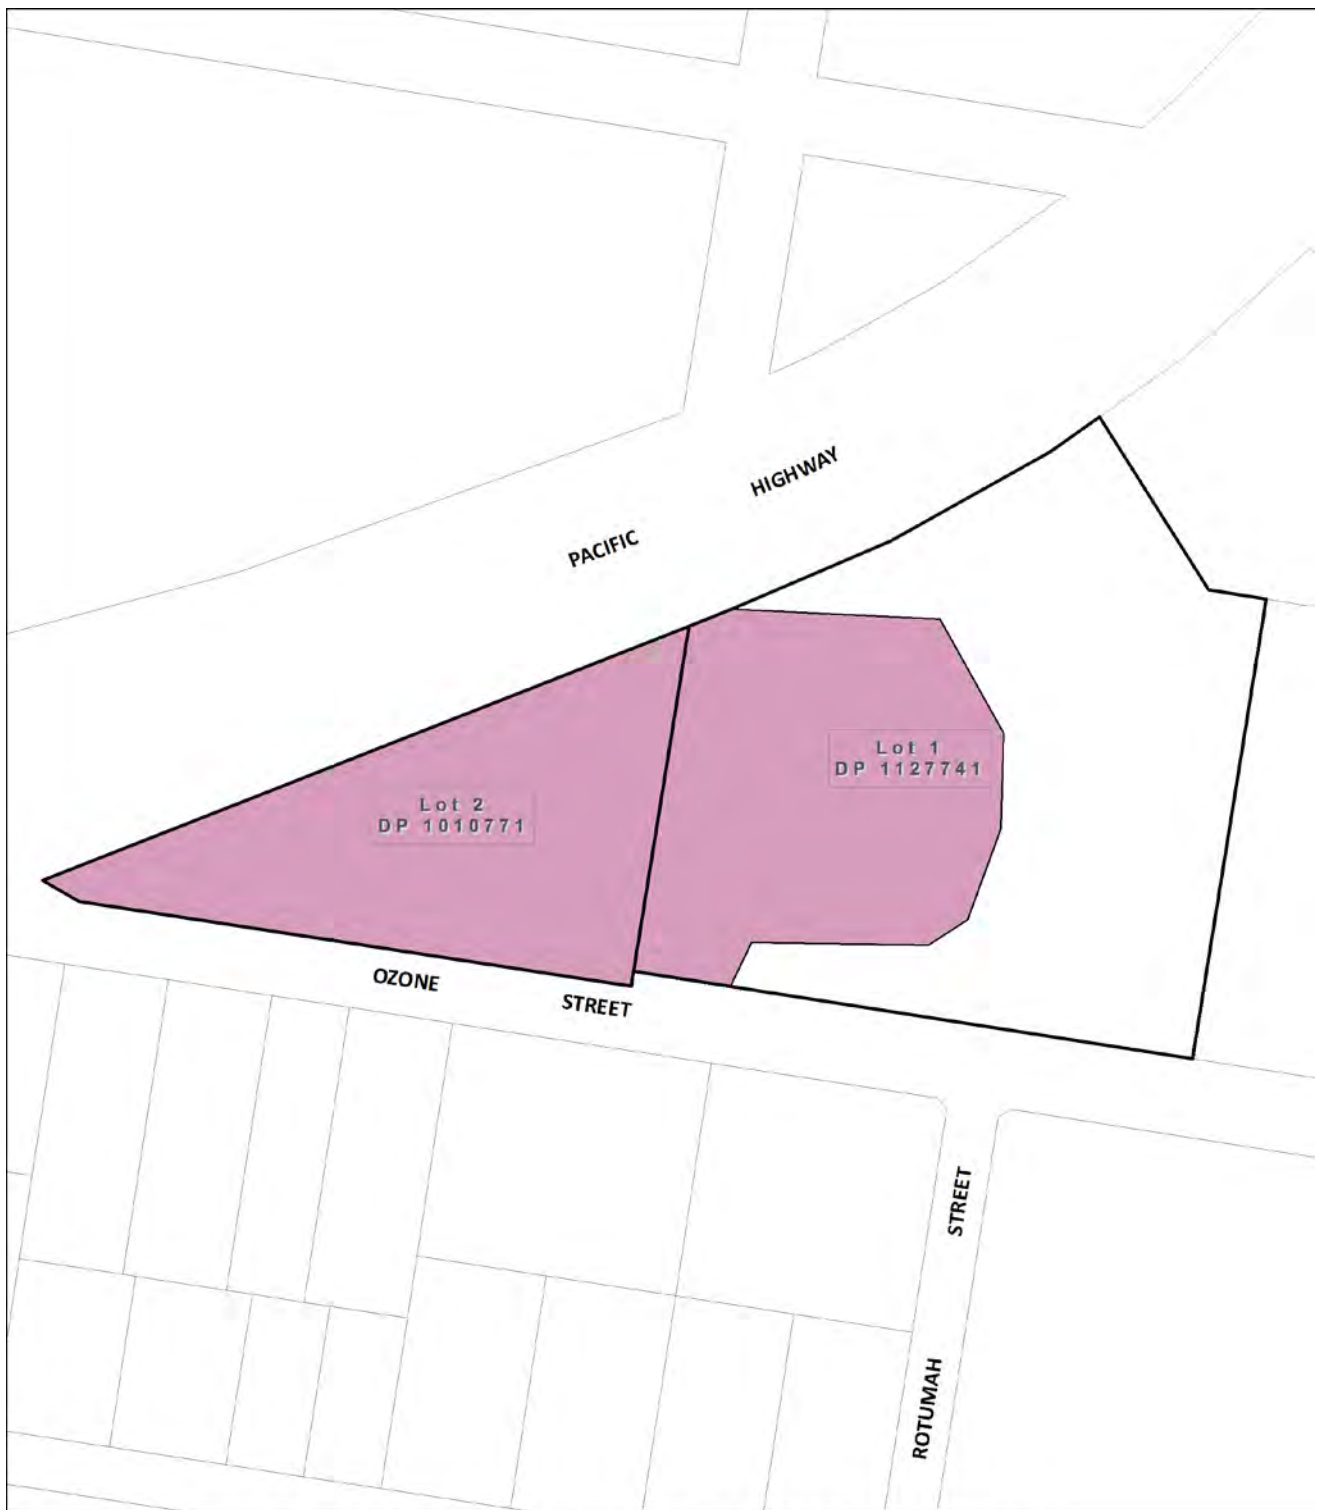 HIGHWAY
PACIFIC
Lot 1
DP 1127741
Lot 2
DP 1010771
OZONE
STREET
STREET
ROTUMAH